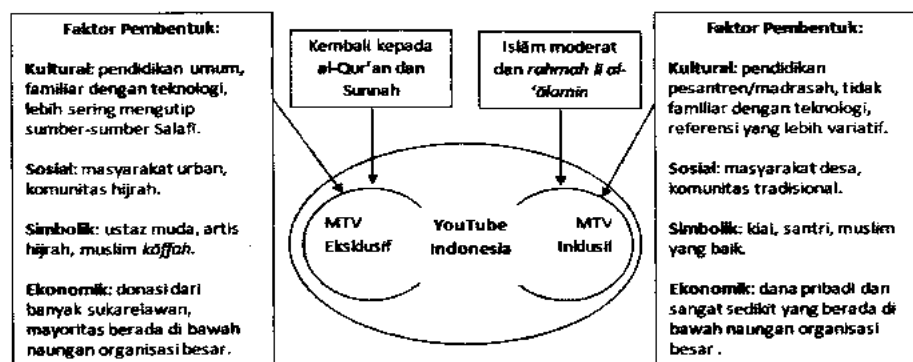 Faktor Pembentuk:
Kultural: pendidikan umum,
familiar dengan teknologi,
lebih sering mengutip
sumber-sumber Salafi.
Sosial: masyarakat urban,
komunitas hijrah.
Simbolik: ustaz muda, artis
hijrah, muslim kāffah.
Ekonomik: donasi dari
banyak sukarelawan,
mayoritas berada di bawah
naungan organisasi besar.
Kembali kepada
al-Qur'an dan
Sunnah
Islām moderat
dan rahmah li al-
'ālamin
MTV
Eksklusif
YouTube
Indonesia
MTV
Inklusif
Faktor Pembentuk:
Kultural: pendidikan
pesantren/madrasah, tidak
familiar dengan teknologi,
referensi yang lebih variatif.
Sosial: masyarakat desa,
komunitas tradisional.
Simbolik: kiai, santri, muslim
yang baik.
Ekonomik: dana pribadi dan
sangat sedikit yang berada di
bawah naungan organisasi
besar .